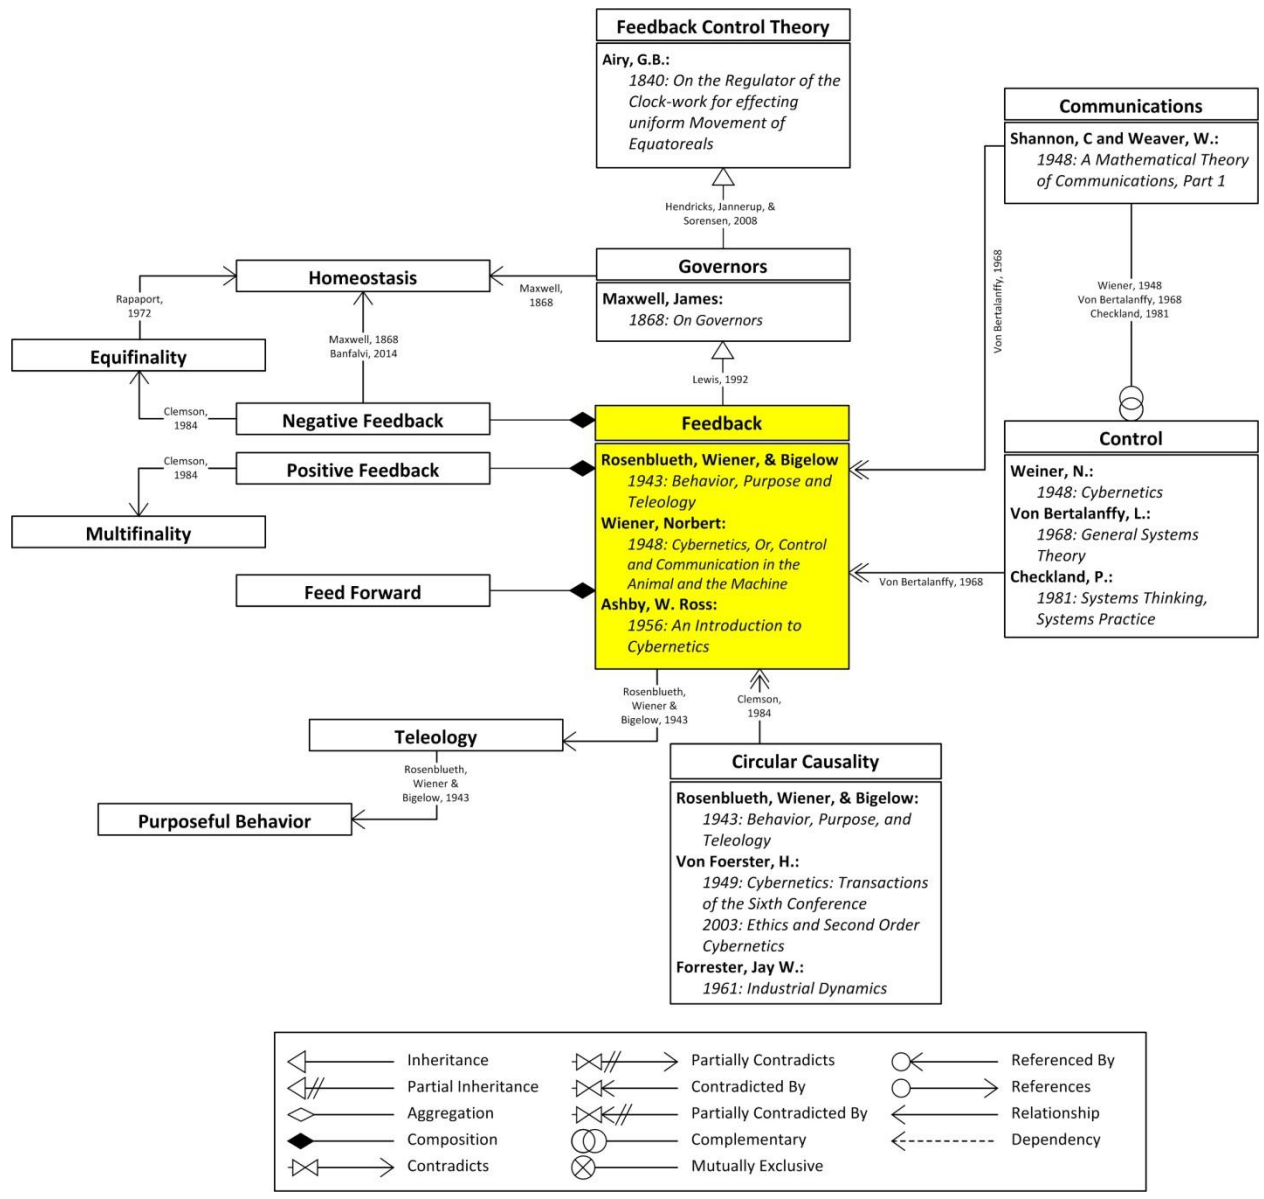 Feedback Control Theory
Airy, G.B.:
1840: On the Regulator of the
Clock-work for effecting
uniform Movement of
Equatoreals
Communications
Shannon, C and Weaver, W.:
1948: A Mathematical Theory
of Communications, Part 1
Hendricks, Jannerup, &
Sorensen, 2008
Von Bertalanffy, 1968
Homeostasis
Governors
Maxwell,
1868
Maxwell, James:
1868: On Governors
Wiener, 1948
Von Bertalanffy, 1968
Checkland, 1981
Rapaport,
1972
Equifinality
Maxwell, 1868
Banfalvi, 2014
Lewis, 1992
Clemson,
1984
Negative Feedback
Feedback
Control
Clemson,
1984
Positive Feedback
Rosenblueth, Wiener, & Bigelow
1943: Behavior, Purpose and
Teleology
Wiener, Norbert:
1948: Cybernetics, Or, Control
and Communication in the
Animal and the Machine
Ashby, W. Ross:
1956: An Introduction to
Cybernetics
Weiner, N.:
1948: Cybernetics
Von Bertalanffy, L.:
1968: General Systems
Theory
Checkland, P.:
1981: Systems Thinking,
Systems Practice
Multifinality
Feed Forward
Von Bertalanffy, 1968
Rosenblueth,
Wiener &
Bigelow, 1943
Clemson,
1984
Teleology
Circular Causality
Rosenblueth,
Wiener &
Bigelow, 1943
Purposeful Behavior
Rosenblueth, Wiener, & Bigelow:
1943: Behavior, Purpose, and
Teleology
Von Foerster, H.:
1949: Cybernetics: Transactions
of the Sixth Conference
2003: Ethics and Second Order
Cybernetics
Forrester, Jay W.:
1961: Industrial Dynamics
Inheritance
Partial Inheritance
Aggregation
Composition
Contradicts
Partially Contradicts
Contradicted By
Partially Contradicted By
Complementary
Mutually Exclusive
Referenced By
References
Relationship
Dependency